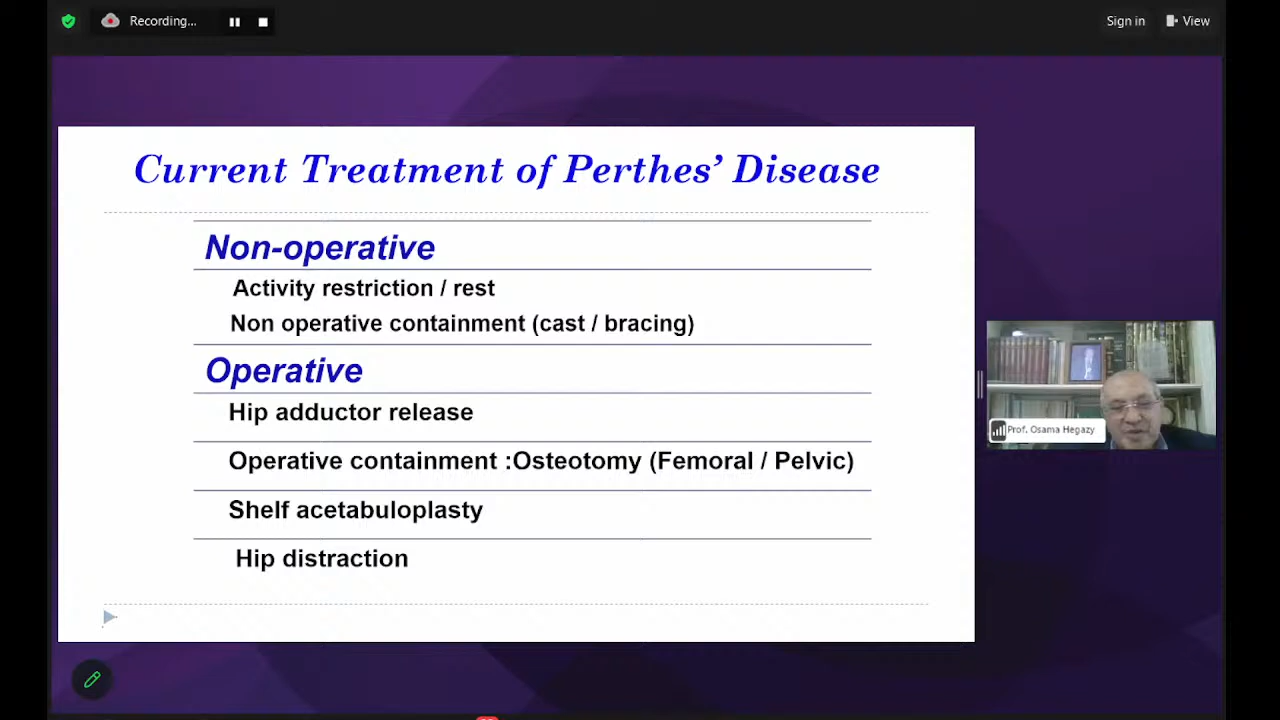 Recording...
Sign in
View
Current Treatment of Perthes’ Disease
Non-operative
Activity restriction / rest
Non operative containment (cast / bracing)
Operative
Hip adductor release
Operative containment :Osteotomy (Femoral / Pelvic)
Shelf acetabuloplasty
Hip distraction
Prof. Osama Hegazy